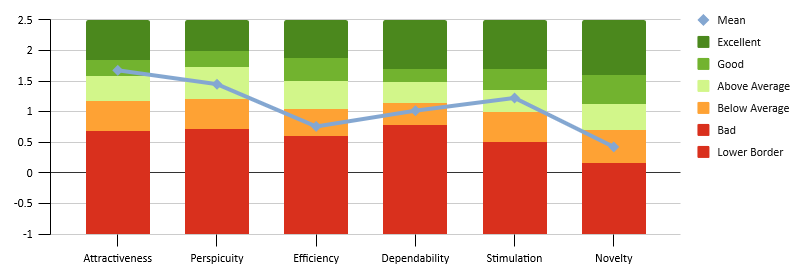 2.5
2
1.5
1
0.5
0
-0.5
-1
Attractiveness
Perspicuity
Efficiency
Dependability
Stimulation
Novelty
Mean
Excellent
Good
Above Average
Below Average
Bad
Lower Border